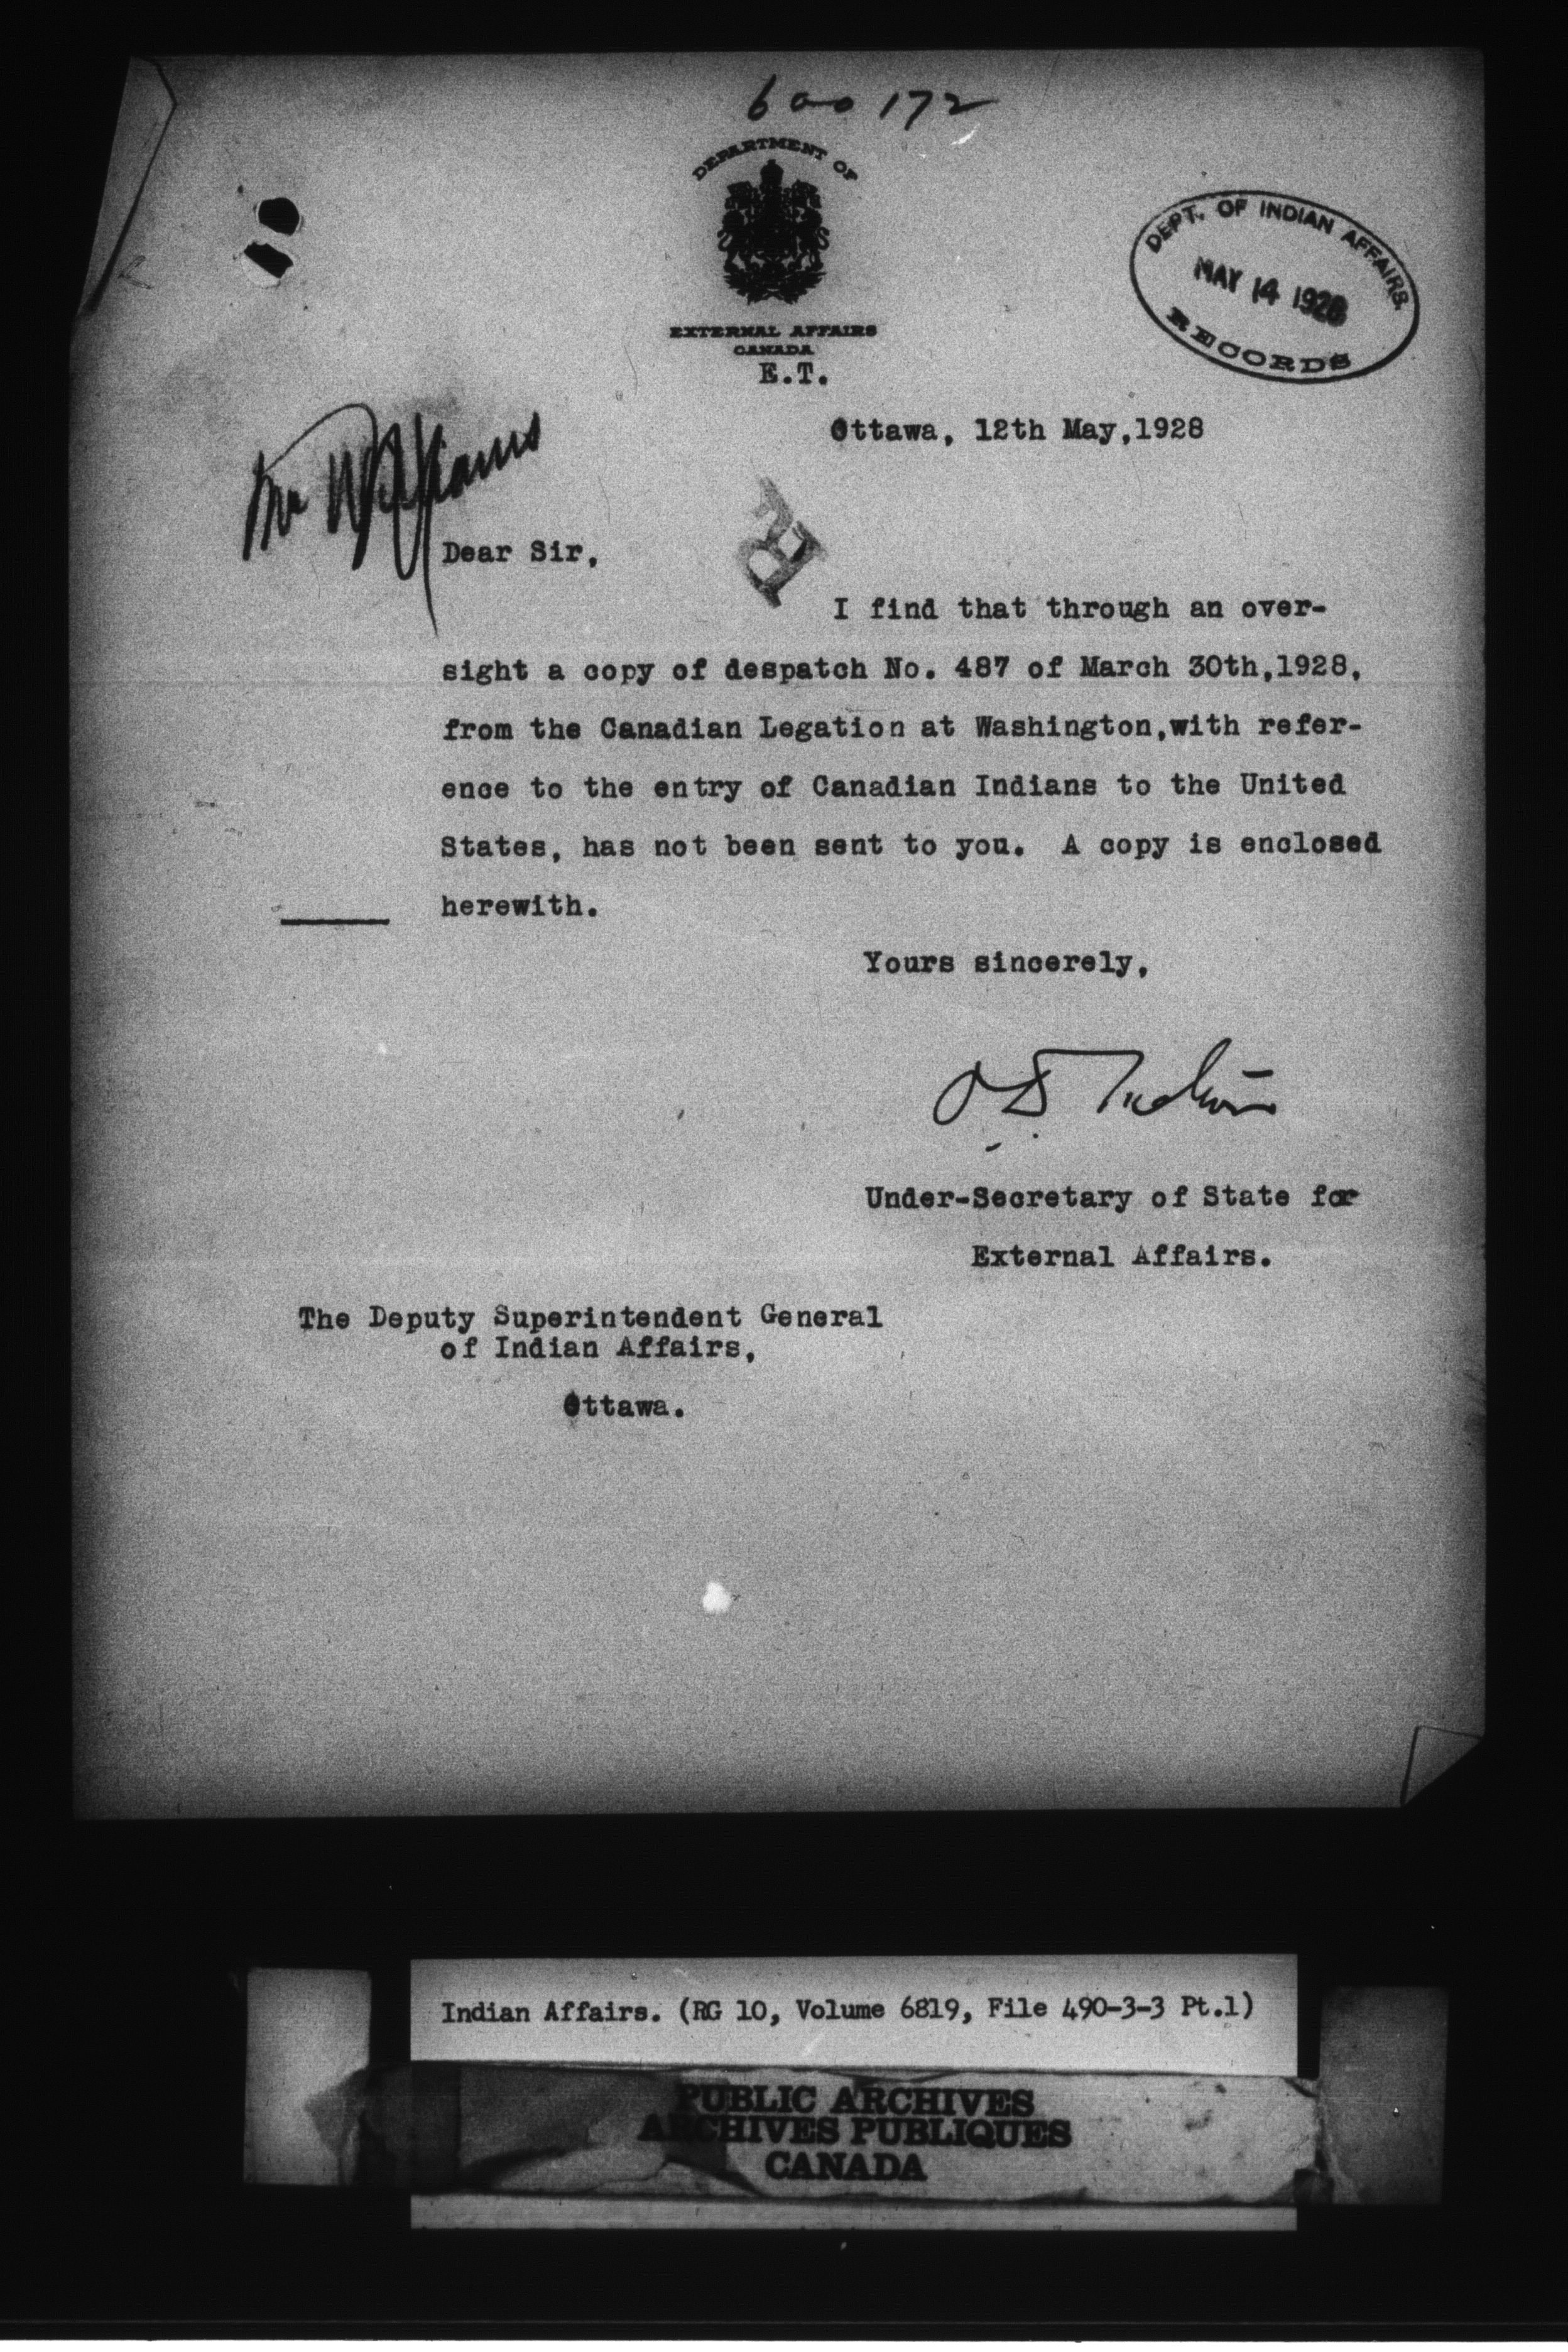 600 172
DEPARTMENT OF
EXTERNAL AFFAIRS
CANADA
E.T.
DEPT. OF INDIAN AFFAIRS.
MAY 14 1928
RECORDS
Ottawa, 12th May,1928
Mr Williams
R
Dear Sir,
I find that through an over-
sight a copy of despatch No. 487 of March 30th,1928,
from the Canadian Legation at Washington,with refer-
ence to the entry of Canadian Indians to the United
States, has not been sent to you. A copy is enclosed
herewith.
Yours sincerely,
Under-Secretary of State for
External Affairs.
The Deputy Superintendent General
of Indian Affairs,
Ottawa.
Indian Affairs. (RG 10, Volume 6819, File 490-3-3 Pt.1)
PUBLIC ARCHIVES
ARCHIVES PUBLIQUES
CANADA